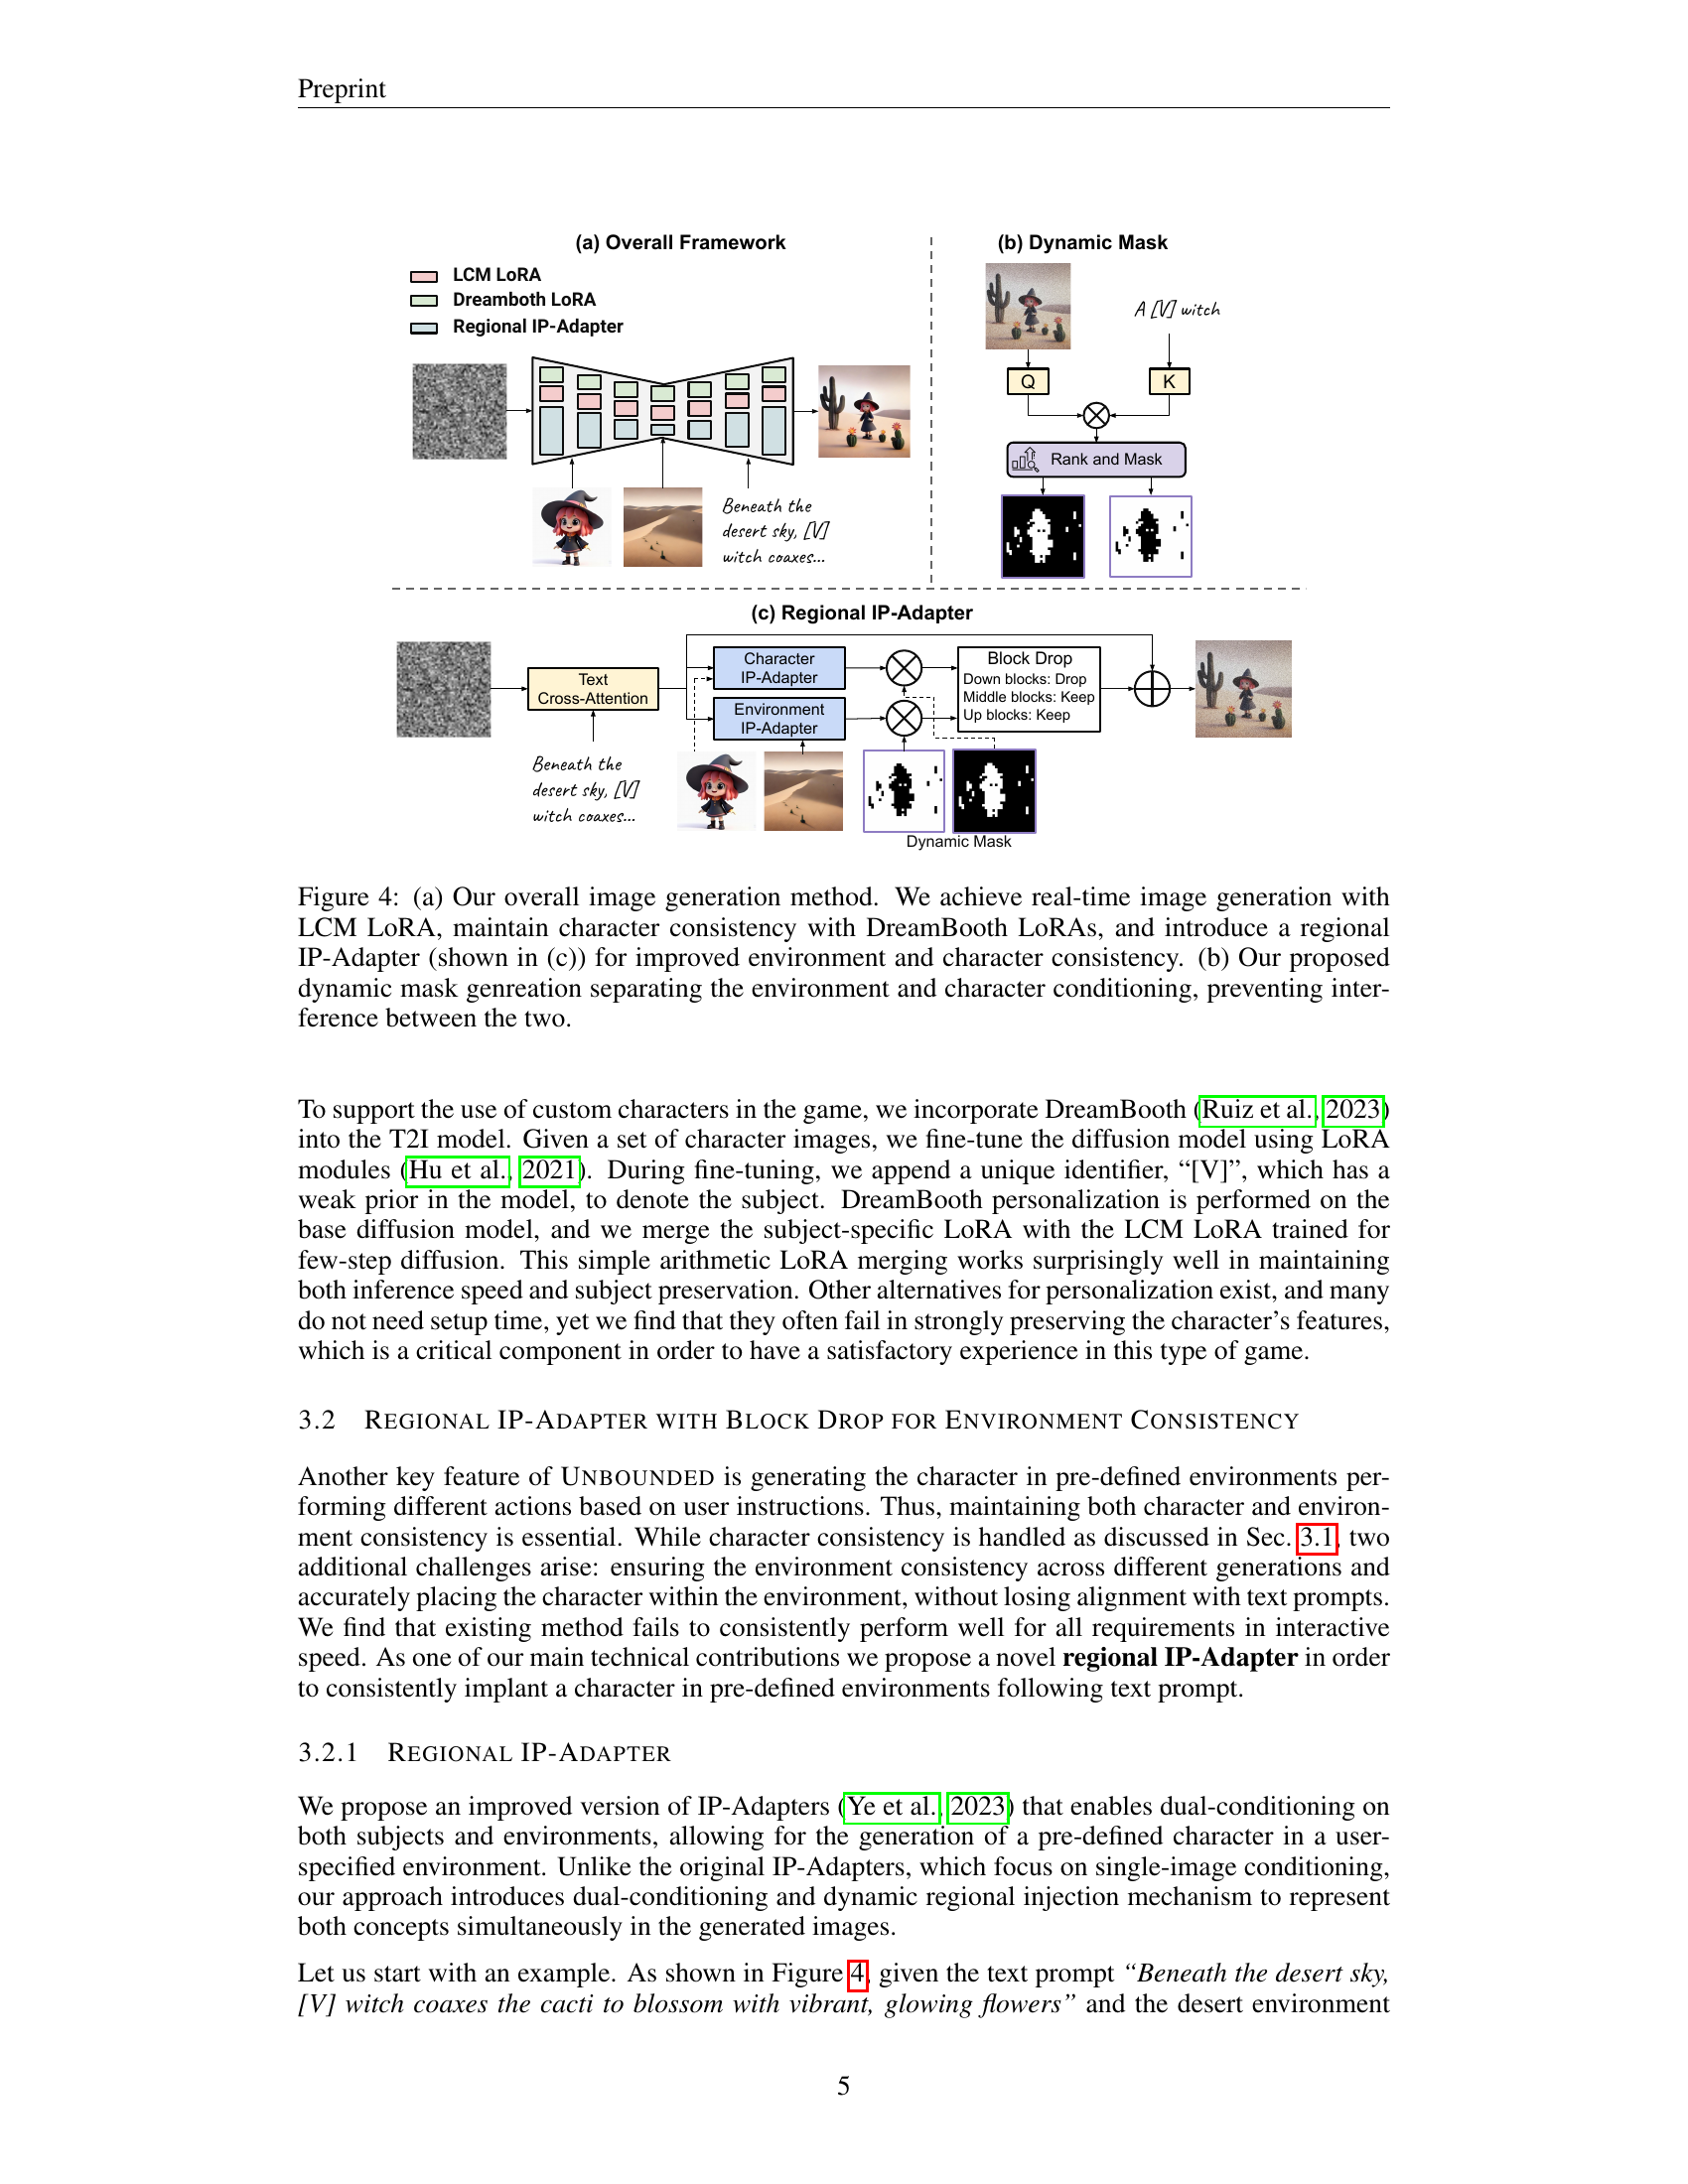 Preprint
(a) Overall Framework
LCM LoRA
Dreamboth LoRA
Regional IP-Adapter
Beneath the
desert sky, [V]
witch coaxes...
(b) Dynamic Mask
A [V] witch
Q
K
Rank and Mask
(c) Regional IP-Adapter
Text
Cross-Attention
Beneath the
desert sky, [V]
witch coaxes...
Character
IP-Adapter
Environment
IP-Adapter
Block Drop
Down blocks: Drop
Middle blocks: Keep
Up blocks: Keep
Dynamic Mask
Figure 4: (a) Our overall image generation method. We achieve real-time image generation with
LCM LoRA, maintain character consistency with DreamBooth LoRAs, and introduce a regional
IP-Adapter (shown in (c)) for improved environment and character consistency. (b) Our proposed
dynamic mask genreation separating the environment and character conditioning, preventing inter-
ference between the two.
To support the use of custom characters in the game, we incorporate DreamBooth (Ruiz et al., 2023)
into the T2I model. Given a set of character images, we fine-tune the diffusion model using LoRA
modules (Hu et al., 2021). During fine-tuning, we append a unique identifier, “[V]”, which has a
weak prior in the model, to denote the subject. DreamBooth personalization is performed on the
base diffusion model, and we merge the subject-specific LoRA with the LCM LoRA trained for
few-step diffusion. This simple arithmetic LoRA merging works surprisingly well in maintaining
both inference speed and subject preservation. Other alternatives for personalization exist, and many
do not need setup time, yet we find that they often fail in strongly preserving the character’s features,
which is a critical component in order to have a satisfactory experience in this type of game.
3.2 REGIONAL IP-ADAPTER WITH BLOCK DROP FOR ENVIRONMENT CONSISTENCY
Another key feature of UNBOUNDED is generating the character in pre-defined environments per-
forming different actions based on user instructions. Thus, maintaining both character and environ-
ment consistency is essential. While character consistency is handled as discussed in Sec. 3.1, two
additional challenges arise: ensuring the environment consistency across different generations and
accurately placing the character within the environment, without losing alignment with text prompts.
We find that existing method fails to consistently perform well for all requirements in interactive
speed. As one of our main technical contributions we propose a novel regional IP-Adapter in order
to consistently implant a character in pre-defined environments following text prompt.
3.2.1 REGIONAL IP-ADAPTER
We propose an improved version of IP-Adapters (Ye et al., 2023) that enables dual-conditioning on
both subjects and environments, allowing for the generation of a pre-defined character in a user-
specified environment. Unlike the original IP-Adapters, which focus on single-image conditioning,
our approach introduces dual-conditioning and dynamic regional injection mechanism to represent
both concepts simultaneously in the generated images.
Let us start with an example. As shown in Figure 4, given the text prompt “Beneath the desert sky,
[V] witch coaxes the cacti to blossom with vibrant, glowing flowers” and the desert environment
5